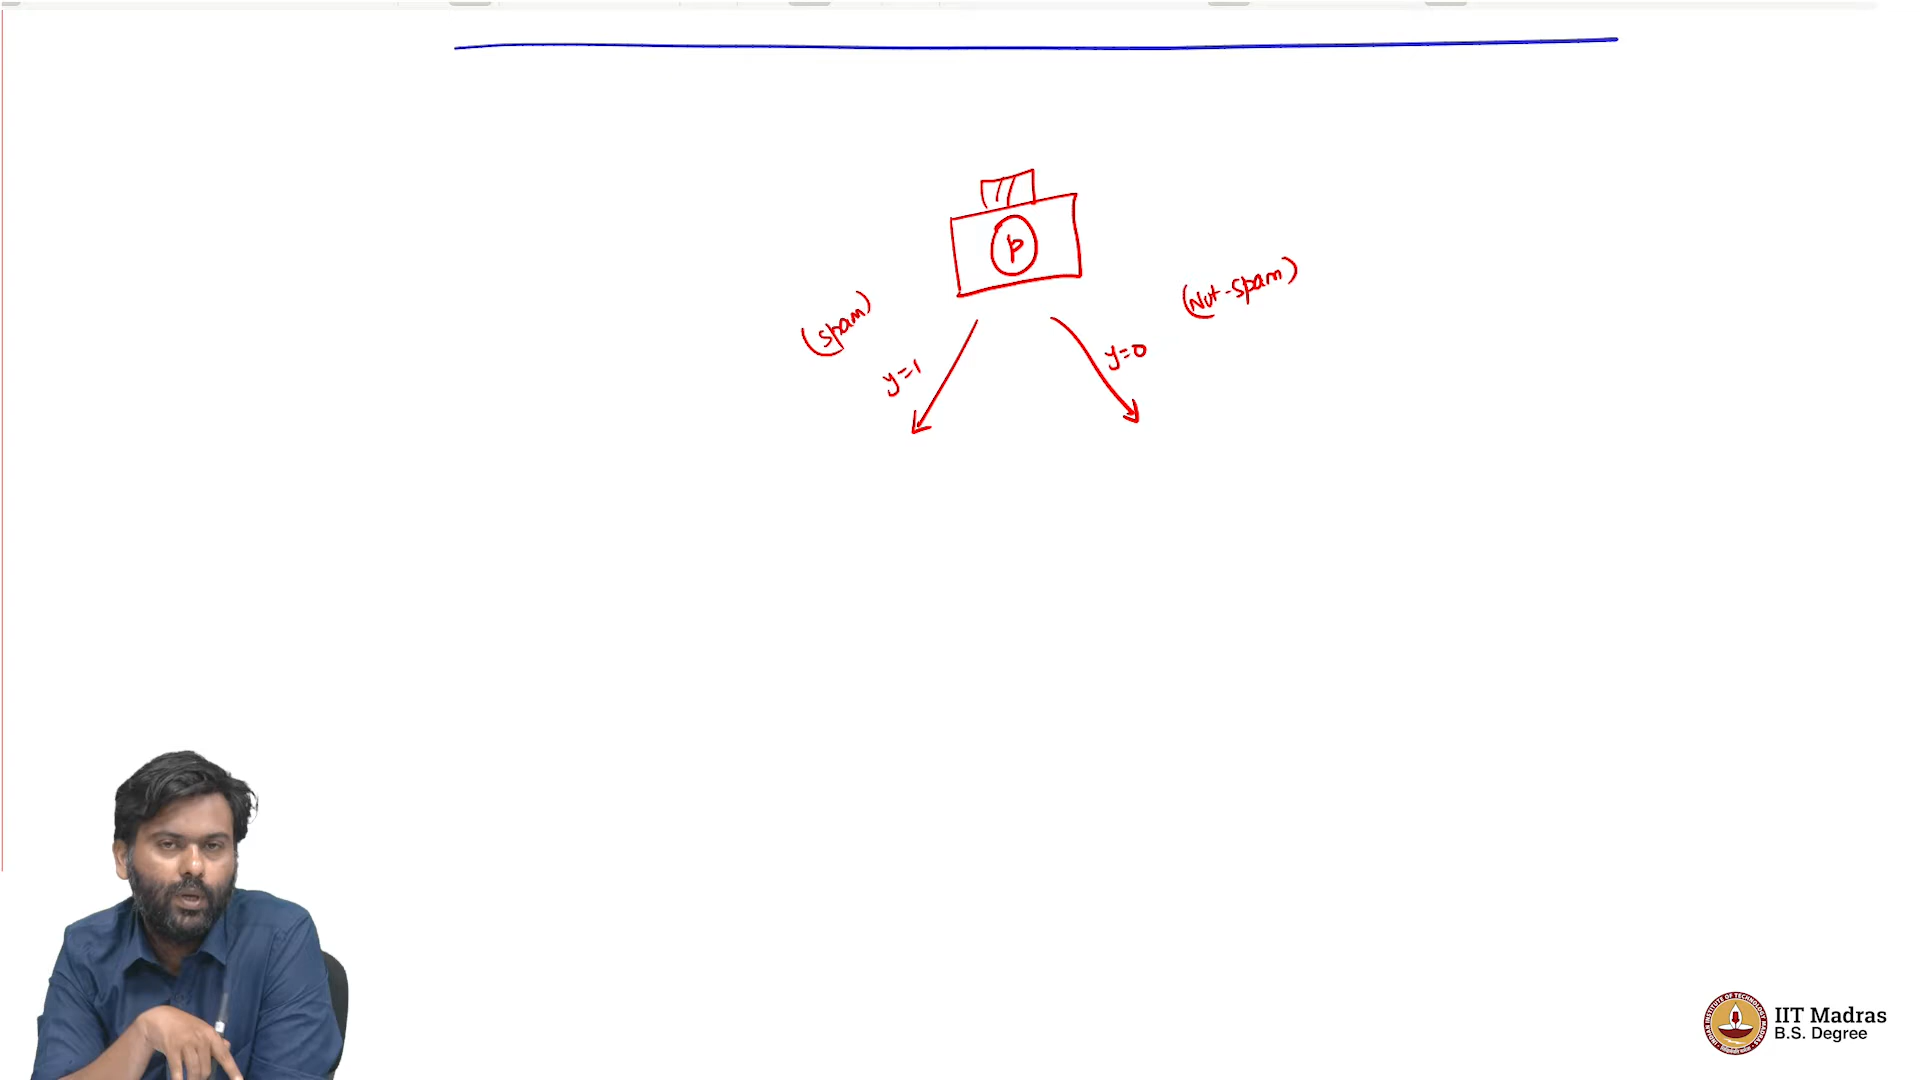 p
(Not-spam)
(spam)
y=0
y=1
IIT Madras
B.S. Degree